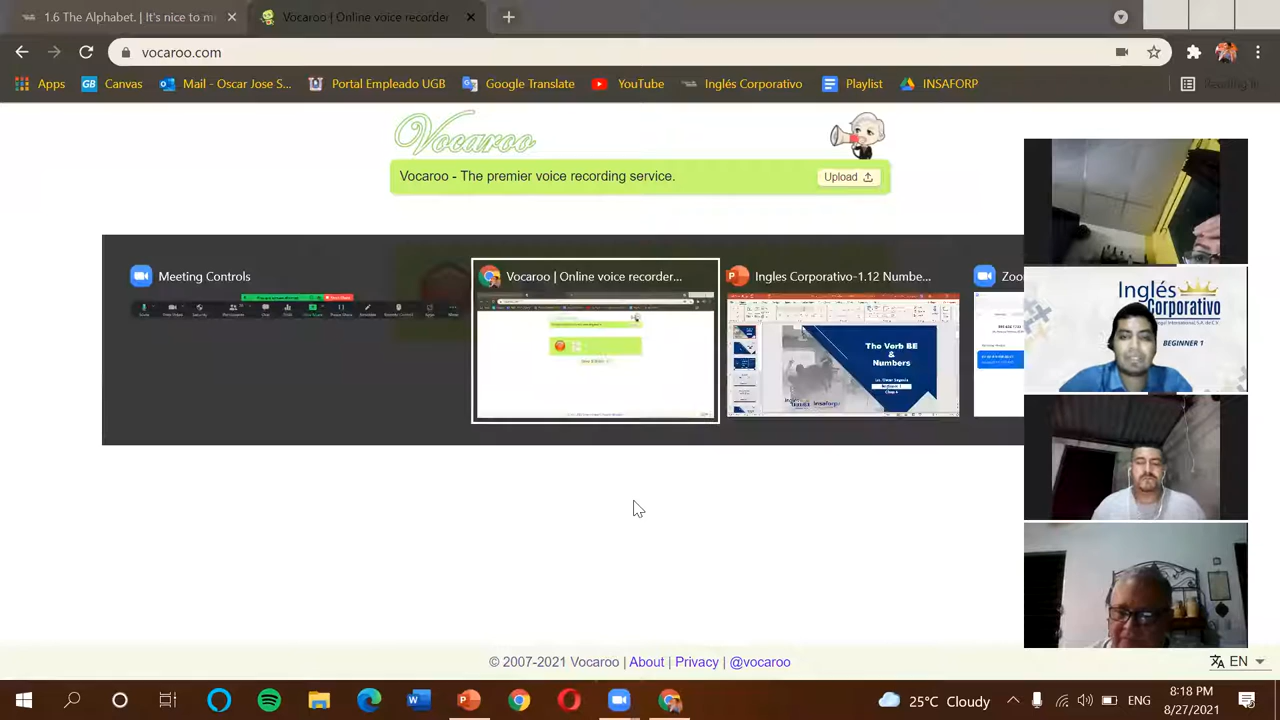 1.6 The Alphabet. | It's nice to m
Vocaroo | Online voice recorder
vocaroo.com
Apps
Canvas
Mail - Oscar Jose S...
Portal Empleado UGB
Google Translate
YouTube
Inglés Corporativo
Playlist
INSAFORP
Vocaroo
Vocaroo - The premier voice recording service.
Upload
Meeting Controls
Vocaroo | Online voice recorder...
Ingles Corporativo-1.12 Numbe...
Zoo
The Verb BE
&
Numbers
Inglés
Corporativo
BEGINNER 1
© 2007-2021 Vocaroo | About | Privacy | @vocaroo
EN
25°C Cloudy
ENG
8:18 PM
8/27/2021